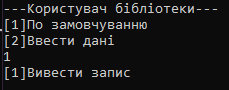 ---Користувач бібліотеки---
[1]По замовчуванню
[2]Ввести дані
1
[1]Вивести запис